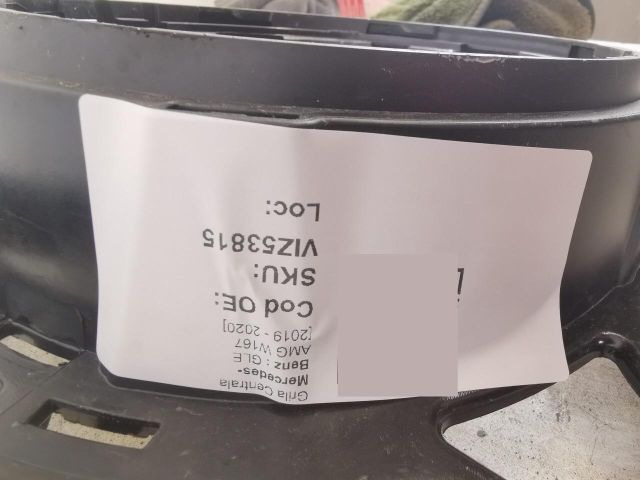 Grila Centrala
Mercedes-
Benz : GLE
AMG W167
[2019 - 2020]
Cod OE:
SKU:
VIZ53815
Loc: